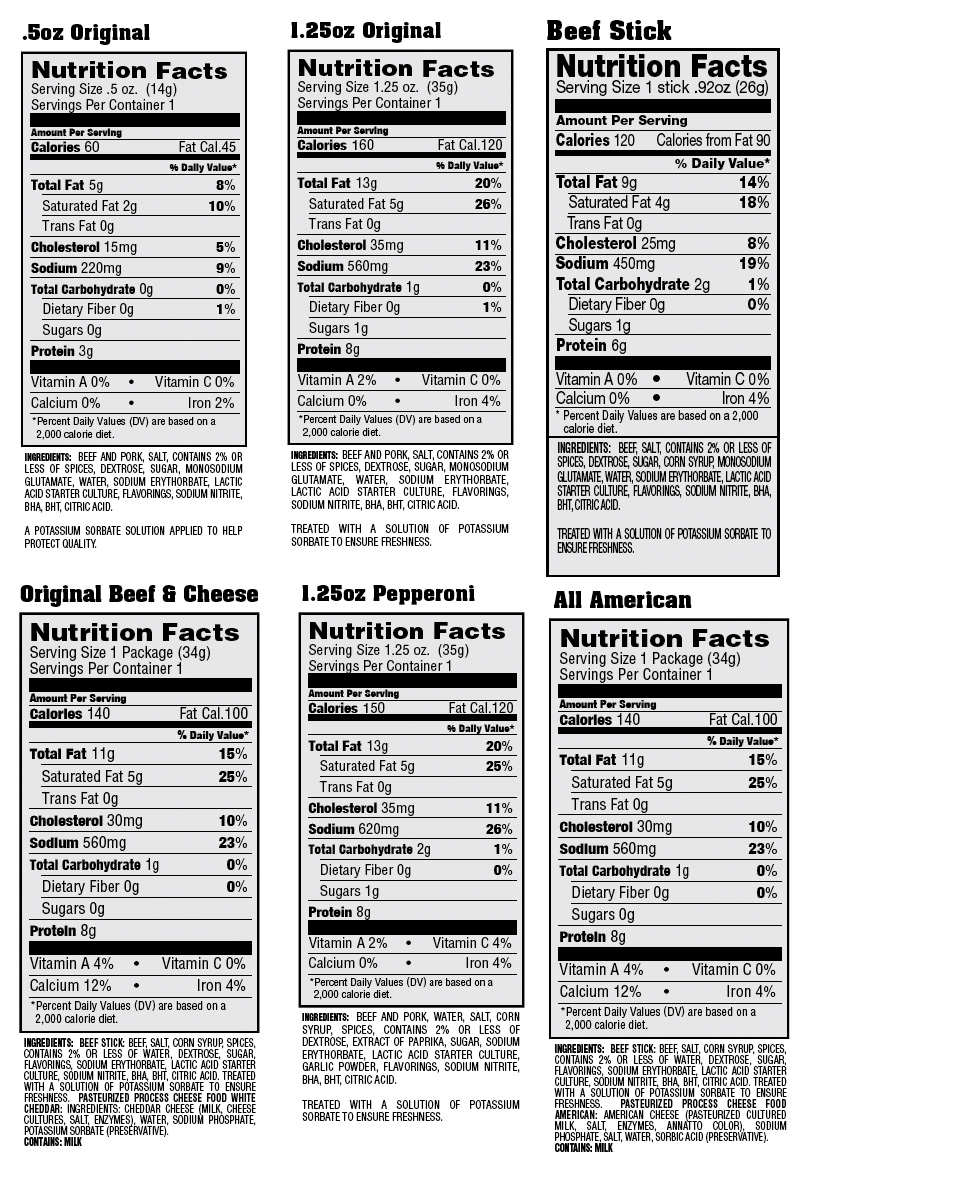 .5oz Original
Nutrition Facts
Serving Size .5 oz. (14g)
Servings Per Container 1
Amount Per Serving
Calories 60 Fat Cal.45
% Daily Value*
Total Fat 5g 8%
Saturated Fat 2g 10%
Trans Fat 0g
Cholesterol 15mg 5%
Sodium 220mg 9%
Total Carbohydrate 0g 0%
Dietary Fiber 0g 1%
Sugars 0g
Protein 3g
Vitamin A 0% • Vitamin C 0%
Calcium 0% • Iron 2%
*Percent Daily Values (DV) are based on a
2,000 calorie diet.
INGREDIENTS: BEEF AND PORK, SALT, CONTAINS 2% OR
LESS OF SPICES, DEXTROSE, SUGAR, MONOSODIUM
GLUTAMATE, WATER, SODIUM ERYTHORBATE, LACTIC
ACID STARTER CULTURE, FLAVORINGS, SODIUM NITRITE,
BHA, BHT, CITRIC ACID.
A POTASSIUM SORBATE SOLUTION APPLIED TO HELP
PROTECT QUALITY.
1.25oz Original
Nutrition Facts
Serving Size 1.25 oz. (35g)
Servings Per Container 1
Amount Per Serving
Calories 160 Fat Cal.120
% Daily Value*
Total Fat 13g 20%
Saturated Fat 5g 26%
Trans Fat 0g
Cholesterol 35mg 11%
Sodium 560mg 23%
Total Carbohydrate 1g 0%
Dietary Fiber 0g 1%
Sugars 1g
Protein 8g
Vitamin A 2% • Vitamin C 0%
Calcium 0% • Iron 4%
*Percent Daily Values (DV) are based on a
2,000 calorie diet.
INGREDIENTS: BEEF AND PORK, SALT, CONTAINS 2% OR
LESS OF SPICES, DEXTROSE, SUGAR, MONOSODIUM
GLUTAMATE, WATER, SODIUM ERYTHORBATE,
LACTIC ACID STARTER CULTURE, FLAVORINGS,
SODIUM NITRITE, BHA, BHT, CITRIC ACID.
TREATED WITH A SOLUTION OF POTASSIUM
SORBATE TO ENSURE FRESHNESS.
Beef Stick
Nutrition Facts
Serving Size 1 stick .92oz (26g)
Amount Per Serving
Calories 120 Calories from Fat 90
% Daily Value*
Total Fat 9g 14%
Saturated Fat 4g 18%
Trans Fat 0g
Cholesterol 25mg 8%
Sodium 450mg 19%
Total Carbohydrate 2g 1%
Dietary Fiber 0g 0%
Sugars 1g
Protein 6g
Vitamin A 0% • Vitamin C 0%
Calcium 0% • Iron 4%
* Percent Daily Values are based on a 2,000
calorie diet.
INGREDIENTS: BEEF, SALT, CONTAINS 2% OR LESS OF
SPICES, DEXTROSE, SUGAR, CORN SYRUP, MONOSODIUM
GLUTAMATE, WATER, SODIUM ERYTHORBATE, LACTIC ACID
STARTER CULTURE, FLAVORINGS, SODIUM NITRITE, BHA,
BHT, CITRIC ACID.
TREATED WITH A SOLUTION OF POTASSIUM SORBATE TO
ENSURE FRESHNESS.
Original Beef & Cheese
Nutrition Facts
Serving Size 1 Package (34g)
Servings Per Container 1
Amount Per Serving
Calories 140 Fat Cal.100
% Daily Value*
Total Fat 11g 15%
Saturated Fat 5g 25%
Trans Fat 0g
Cholesterol 30mg 10%
Sodium 560mg 23%
Total Carbohydrate 1g 0%
Dietary Fiber 0g 0%
Sugars 0g
Protein 8g
Vitamin A 4% • Vitamin C 0%
Calcium 12% • Iron 4%
*Percent Daily Values (DV) are based on a
2,000 calorie diet.
INGREDIENTS: BEEF STICK: BEEF, SALT, CORN SYRUP, SPICES,
CONTAINS 2% OR LESS OF WATER, DEXTROSE, SUGAR,
FLAVORINGS, SODIUM ERYTHORBATE, LACTIC ACID STARTER
CULTURE, SODIUM NITRITE, BHA, BHT, CITRIC ACID. TREATED
WITH A SOLUTION OF POTASSIUM SORBATE TO ENSURE
FRESHNESS. PASTEURIZED PROCESS CHEESE FOOD WHITE
CHEDDAR: INGREDIENTS: CHEDDAR CHEESE (MILK, CHEESE
CULTURES, SALT, ENZYMES), WATER, SODIUM PHOSPHATE,
POTASSIUM SORBATE (PRESERVATIVE).
CONTAINS: MILK
1.25oz Pepperoni
Nutrition Facts
Serving Size 1.25 oz. (35g)
Servings Per Container 1
Amount Per Serving
Calories 150 Fat Cal.120
% Daily Value*
Total Fat 13g 20%
Saturated Fat 5g 25%
Trans Fat 0g
Cholesterol 35mg 11%
Sodium 620mg 26%
Total Carbohydrate 2g 1%
Dietary Fiber 0g 0%
Sugars 1g
Protein 8g
Vitamin A 2% • Vitamin C 4%
Calcium 0% • Iron 4%
*Percent Daily Values (DV) are based on a
2,000 calorie diet.
INGREDIENTS: BEEF AND PORK, WATER, SALT, CORN
SYRUP, SPICES, CONTAINS 2% OR LESS OF
DEXTROSE, EXTRACT OF PAPRIKA, SUGAR, SODIUM
ERYTHORBATE, LACTIC ACID STARTER CULTURE,
GARLIC POWDER, FLAVORINGS, SODIUM NITRITE,
BHA, BHT, CITRIC ACID.
TREATED WITH A SOLUTION OF POTASSIUM
SORBATE TO ENSURE FRESHNESS.
All American
Nutrition Facts
Serving Size 1 Package (34g)
Servings Per Container 1
Amount Per Serving
Calories 140 Fat Cal.100
% Daily Value*
Total Fat 11g 15%
Saturated Fat 5g 25%
Trans Fat 0g
Cholesterol 30mg 10%
Sodium 560mg 23%
Total Carbohydrate 1g 0%
Dietary Fiber 0g 0%
Sugars 0g
Protein 8g
Vitamin A 4% • Vitamin C 0%
Calcium 12% • Iron 4%
*Percent Daily Values (DV) are based on a
2,000 calorie diet.
INGREDIENTS: BEEF STICK: BEEF, SALT, CORN SYRUP, SPICES,
CONTAINS 2% OR LESS OF WATER, DEXTROSE, SUGAR,
FLAVORINGS, SODIUM ERYTHORBATE, LACTIC ACID STARTER
CULTURE, SODIUM NITRITE, BHA, BHT, CITRIC ACID. TREATED
WITH A SOLUTION OF POTASSIUM SORBATE TO ENSURE
FRESHNESS. PASTEURIZED PROCESS CHEESE FOOD
AMERICAN: AMERICAN CHEESE (PASTEURIZED CULTURED
MILK, SALT, ENZYMES, ANNATTO COLOR), SODIUM
PHOSPHATE, SALT, WATER, SORBIC ACID (PRESERVATIVE).
CONTAINS: MILK